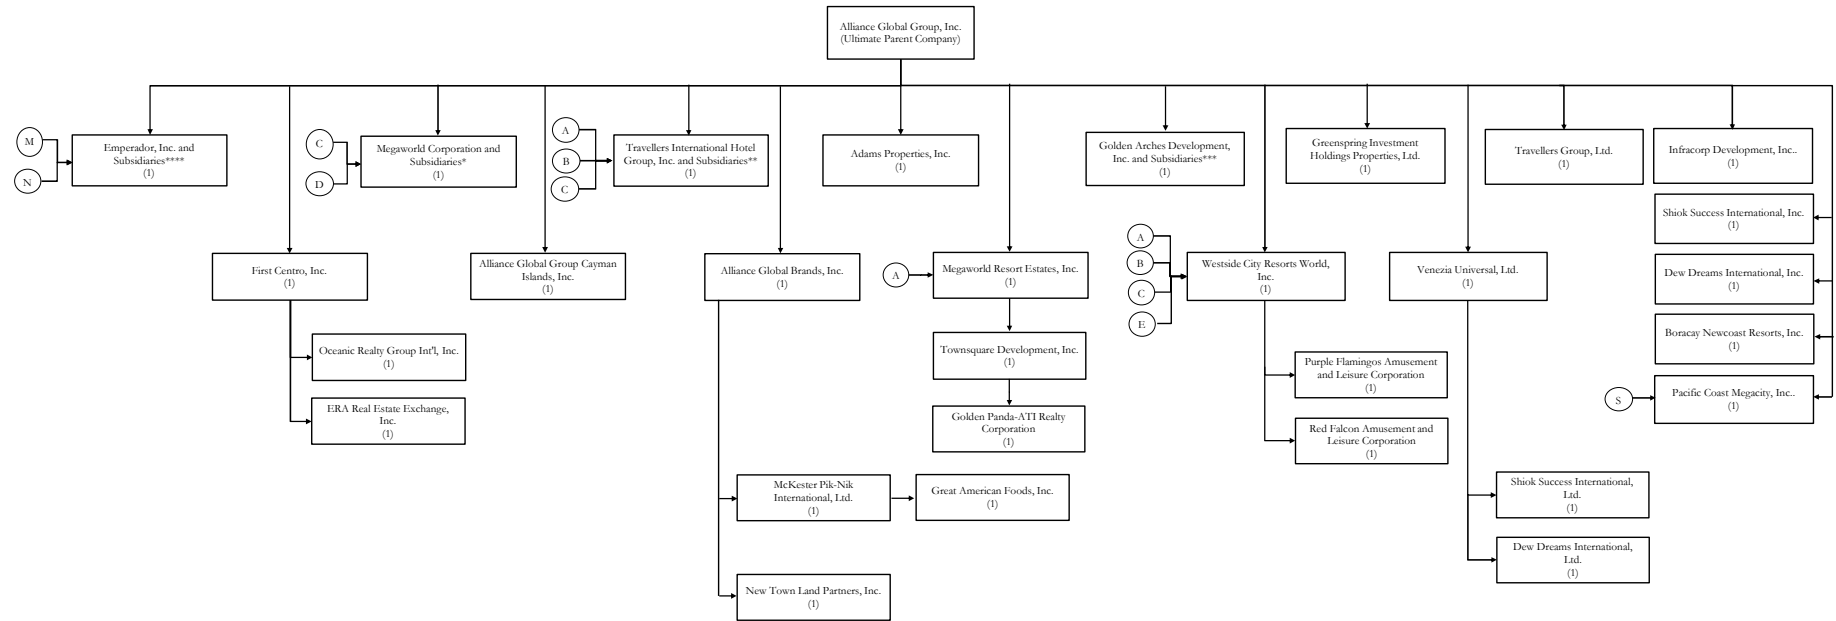 Alliance Global Group, Inc.
(Ultimate Parent Company)
M
N
Emperador, Inc. and
Subsidiaries****
(1)
C
D
Megaworld Corporation and
Subsidiaries*
(1)
A
B
C
Travellers International Hotel
Group, Inc. and Subsidiaries**
(1)
Adams Properties, Inc.
(1)
Golden Arches Development,
Inc. and Subsidiaries***
(1)
Greenspring Investment
Holdings Properties, Ltd.
(1)
Travellers Group, Ltd.
(1)
Infracorp Development, Inc..
(1)
Shiok Success International, Inc.
(1)
Dew Dreams International, Inc.
(1)
Boracay Newcoast Resorts, Inc.
(1)
S
Pacific Coast Megacity, Inc..
(1)
First Centro, Inc.
(1)
Alliance Global Group Cayman
Islands, Inc.
(1)
Alliance Global Brands, Inc.
(1)
A
Megaworld Resort Estates, Inc.
(1)
A
B
C
E
Westside City Resorts World,
Inc.
(1)
Venezia Universal, Ltd.
(1)
Oceanic Realty Group Int'l, Inc.
(1)
ERA Real Estate Exchange,
Inc.
(1)
Townsquare Development, Inc.
(1)
Golden Panda-ATI Realty
Corporation
(1)
Purple Flamingos Amusement
and Leisure Corporation
(1)
Red Falcon Amusement and
Leisure Corporation
(1)
McKester Pik-Nik
International, Ltd.
(1)
Great American Foods, Inc.
(1)
New Town Land Partners, Inc.
(1)
Shiok Success International,
Ltd.
(1)
Dew Dreams International,
Ltd.
(1)